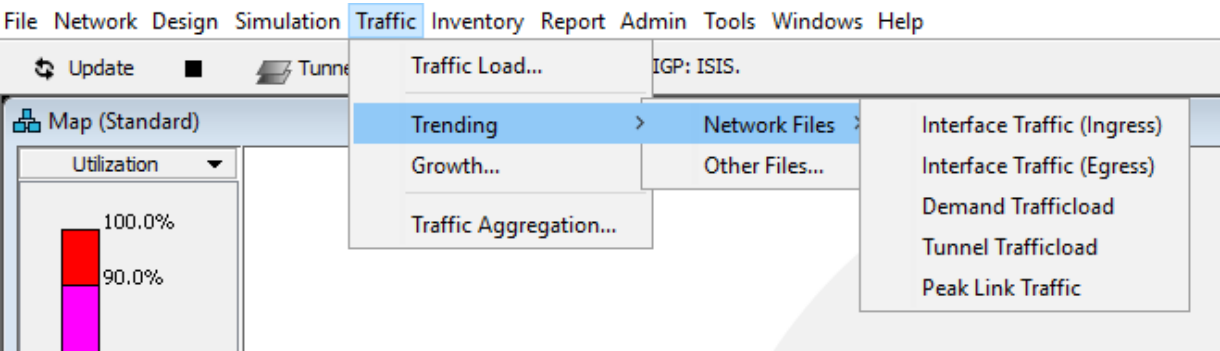 File Network Design Simulation Traffic Inventory Report Admin Tools Windows Help
Update Tunne Traffic Load... IGP: ISIS.
Map (Standard) Trending > Network Files > Interface Traffic (Ingress)
Utilization Growth... Other Files... Interface Traffic (Egress)
100.0% Traffic Aggregation... Demand Trafficload
Tunnel Trafficload
90.0% Peak Link Traffic